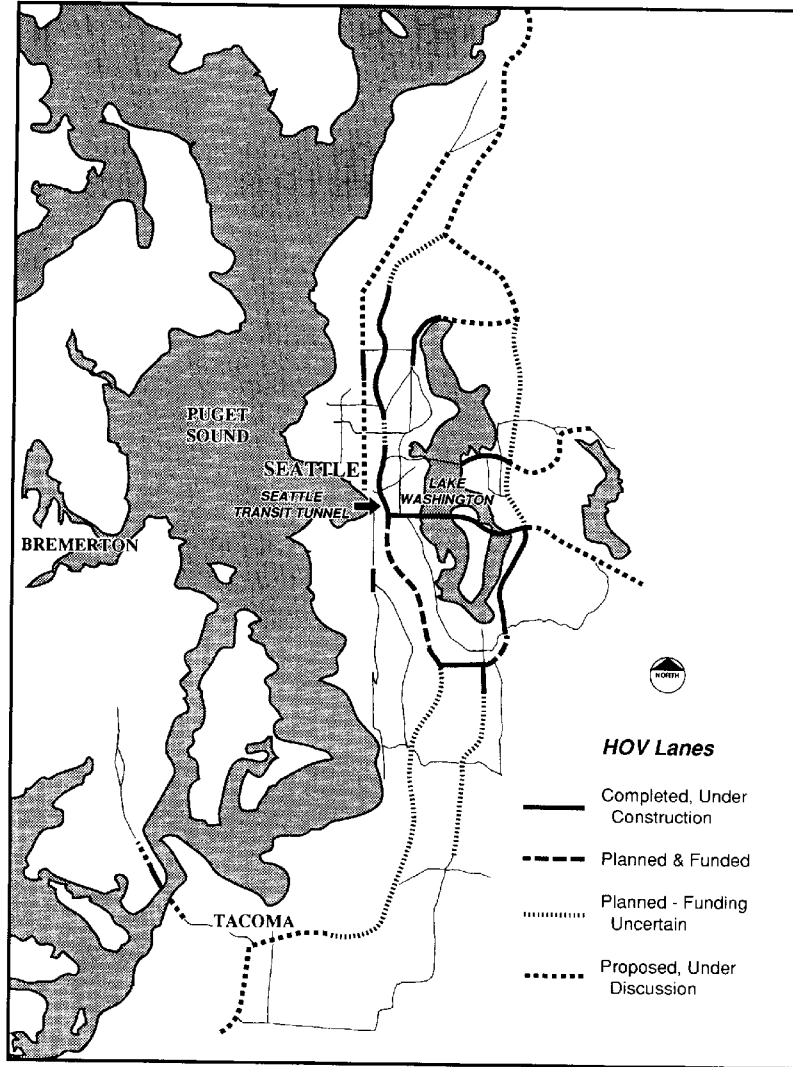 PUGET
SOUND
SEATTLE
SEATTLE
TRANSIT TUNNEL
LAKE
WASHINGTON
BREMERTON
NORTH
TACOMA
HOV Lanes
Completed, Under
Construction
Planned & Funded
Planned - Funding
Uncertain
Proposed, Under
Discussion